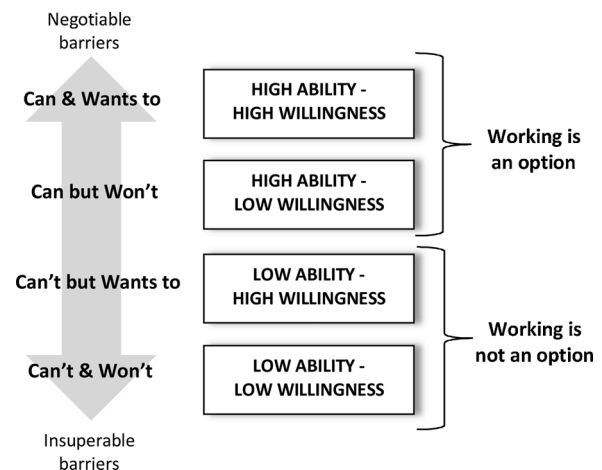 Negotiable
barriers
Can & Wants to
HIGH ABILITY -
HIGH WILLINGNESS
Working is
an option
Can but Won't
HIGH ABILITY -
LOW WILLINGNESS
Can't but Wants to
LOW ABILITY -
HIGH WILLINGNESS
Working is
not an option
Can't & Won't
LOW ABILITY -
LOW WILLINGNESS
Insuperable
barriers